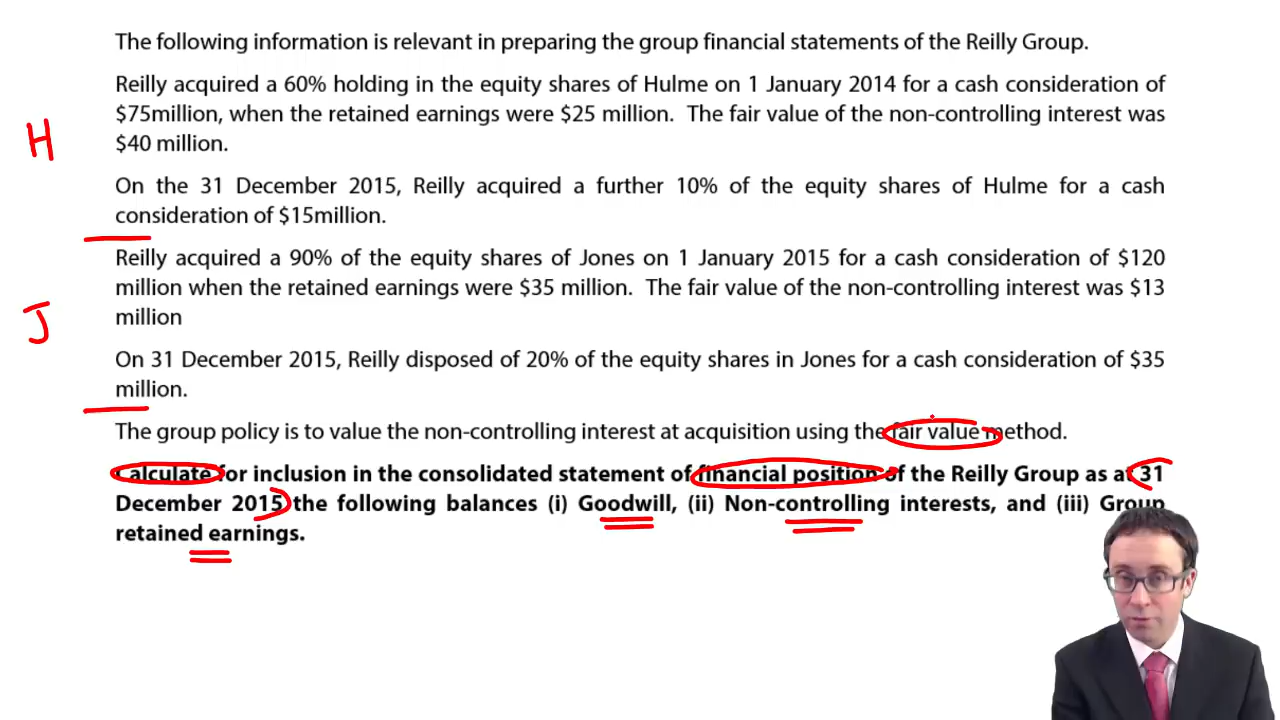 The following information is relevant in preparing the group financial statements of the Reilly Group.
Reilly acquired a 60% holding in the equity shares of Hulme on 1 January 2014 for a cash consideration of
$75million, when the retained earnings were $25 million. The fair value of the non-controlling interest was
H
$40 million.
On the 31 December 2015, Reilly acquired a further 10% of the equity shares of Hulme for a cash
consideration of $15million.
Reilly acquired a 90% of the equity shares of Jones on 1 January 2015 for a cash consideration of $120
million when the retained earnings were $35 million. The fair value of the non-controlling interest was $13
million
J
On 31 December 2015, Reilly disposed of 20% of the equity shares in Jones for a cash consideration of $35
million.
The group policy is to value the non-controlling interest at acquisition using the fair value method.
Calculate for inclusion in the consolidated statement of financial position of the Reilly Group as at 31
December 2015 the following balances (i) Goodwill, (ii) Non-controlling interests, and (iii) Group
retained earnings.